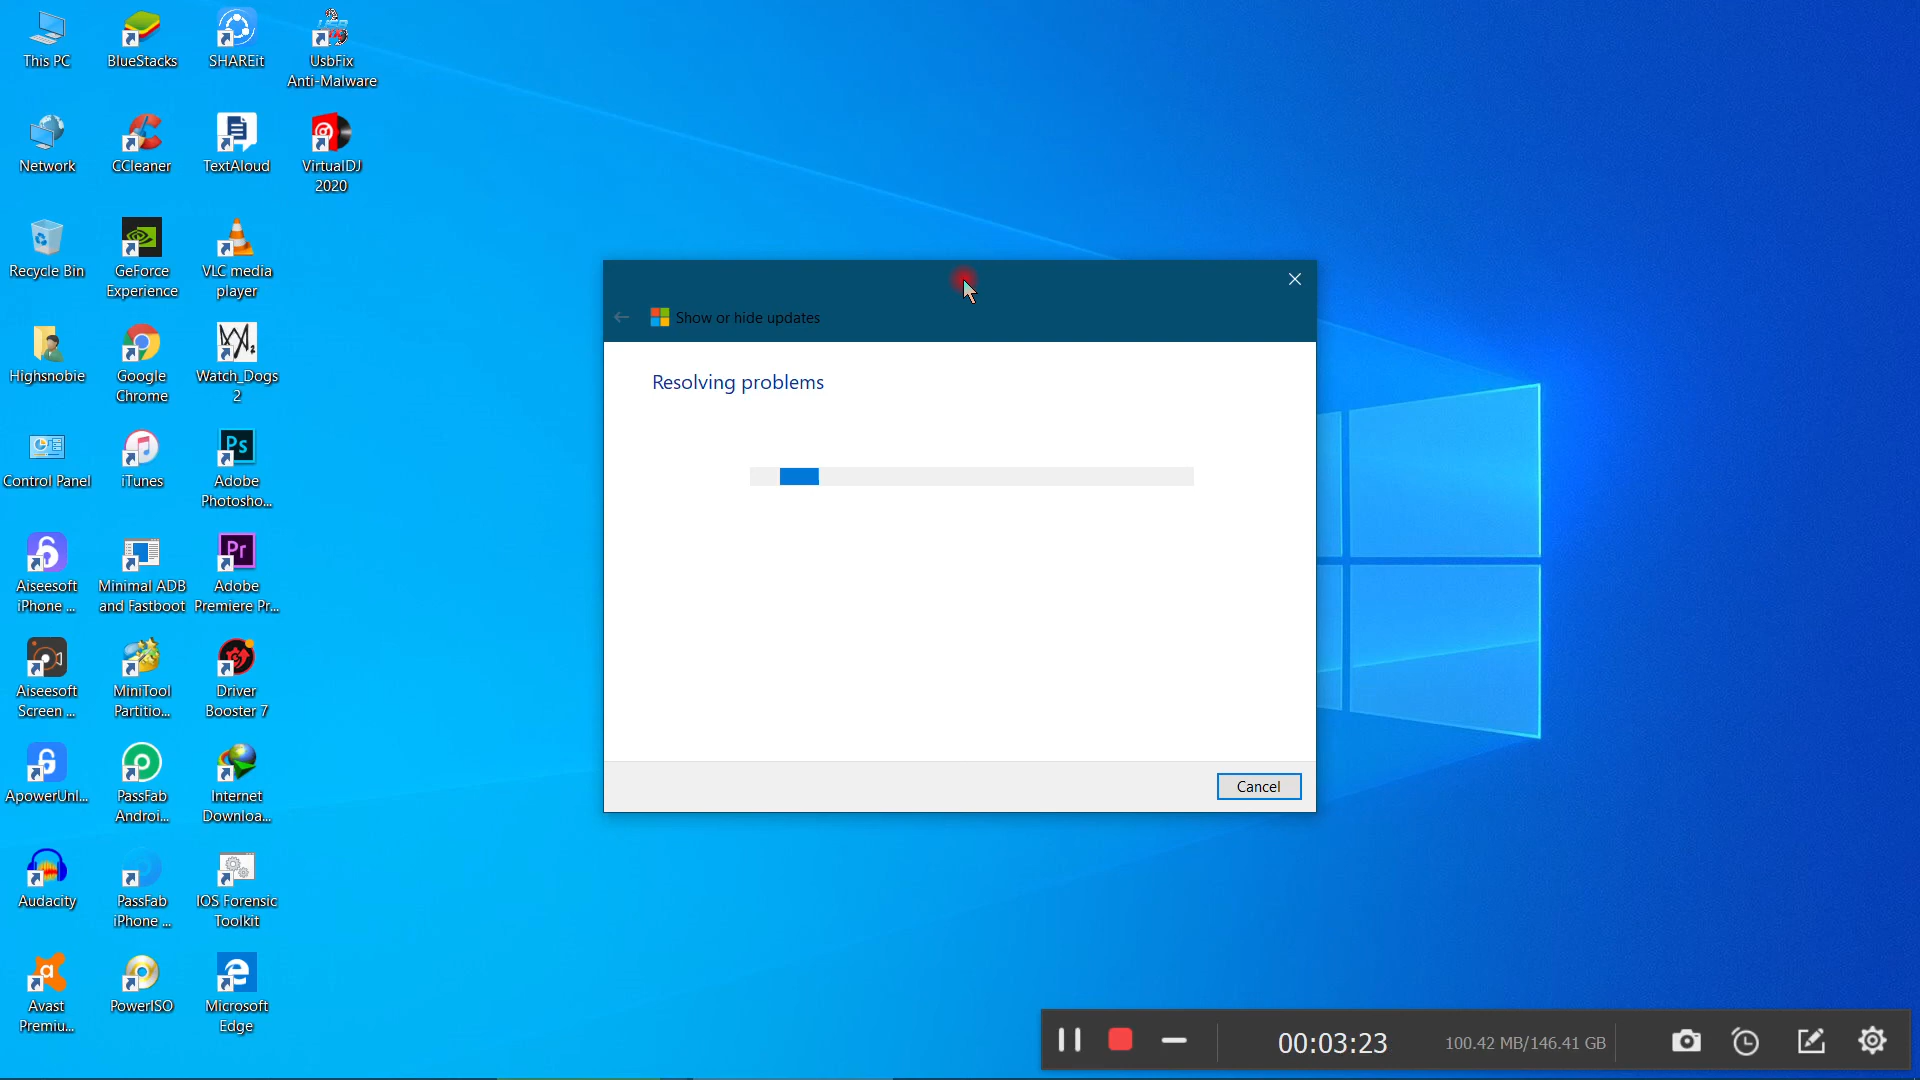 This PC
BlueStacks
SHAREit
UsbFix
Anti-Malware
Network
CCleaner
TextAloud
VirtualDJ
2020
Recycle Bin
GeForce
Experience
VLC media
player
Highsnobie
Google
Chrome
Watch_Dogs
2
Control Panel
iTunes
Adobe
Photosho...
Aiseesoft
iPhone ...
Minimal ADB
and Fastboot
Adobe
Premiere Pr...
Aiseesoft
Screen ...
MiniTool
Partitio...
Driver
Booster 7
ApowerUnl...
PassFab
Androi...
Internet
Downloa...
Audacity
PassFab
iPhone ...
IOS Forensic
Toolkit
Avast
Premiu...
PowerISO
Microsoft
Edge
Show or hide updates
Resolving problems
Cancel
00:03:23
100.42 MB/146.41 GB